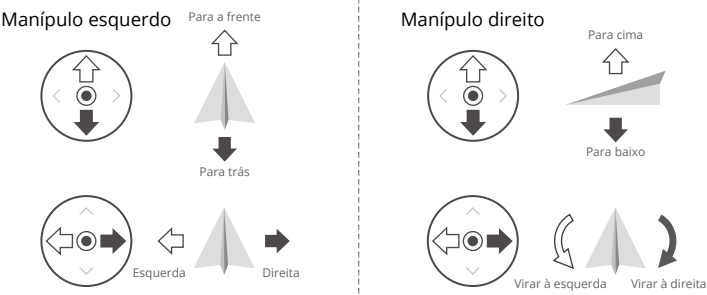 Manípulo esquerdo
Para a frente
Para trás
Esquerda
Direita
Manípulo direito
Para cima
Para baixo
Virar à esquerda
Virar à direita